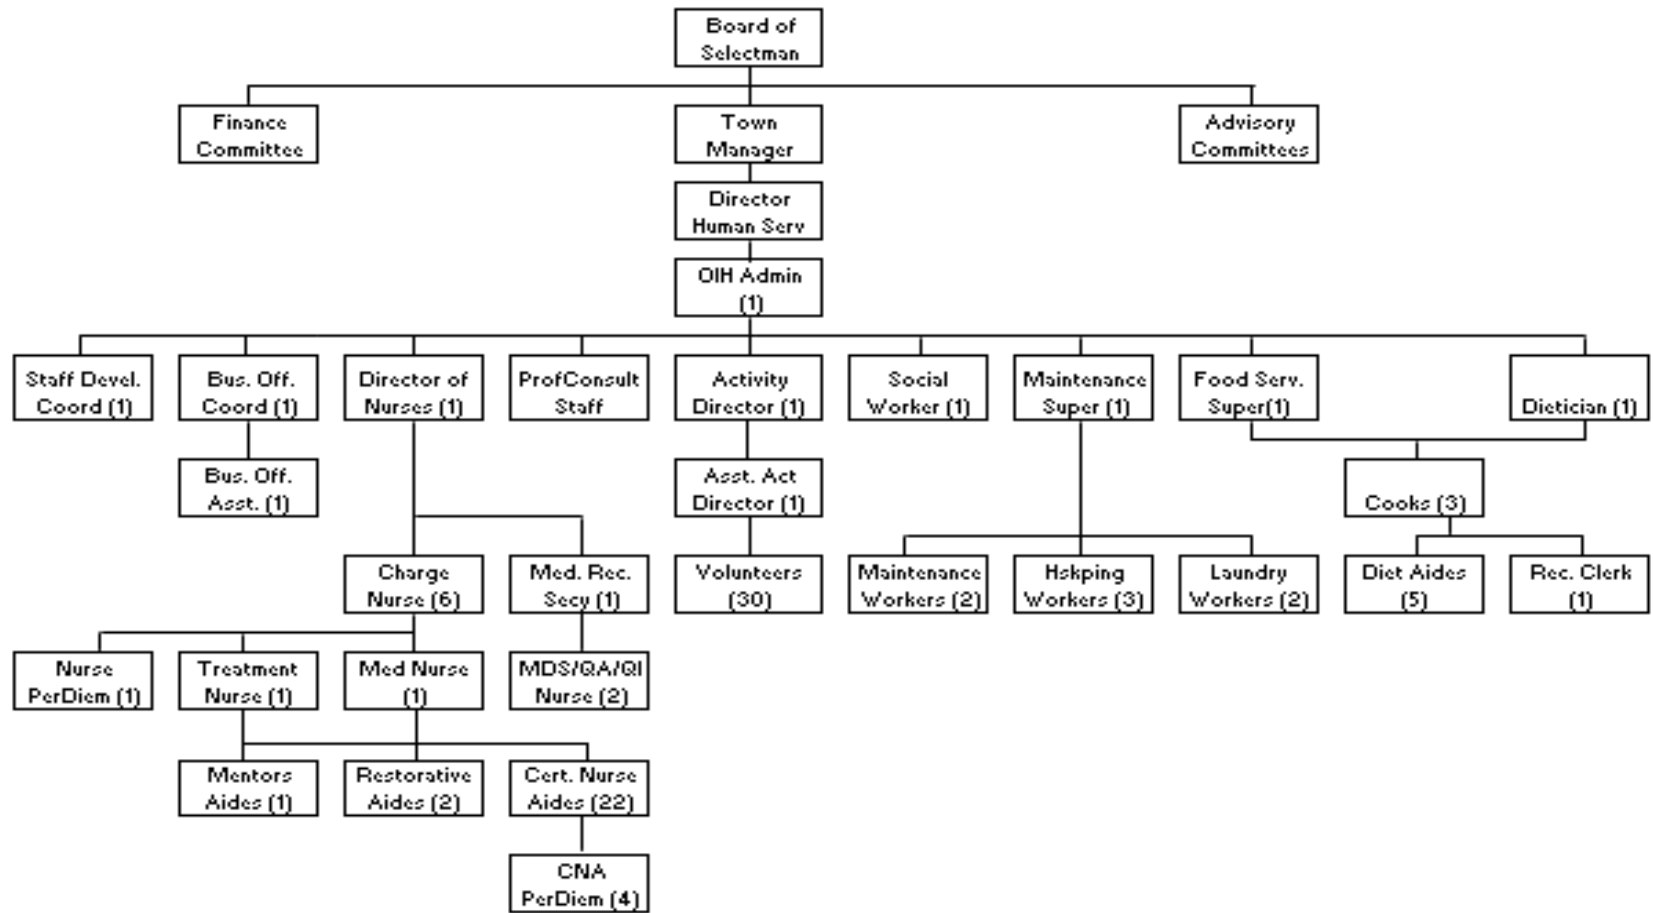 Board of
Selectman
Finance
Committee
Town
Manager
Advisory
Committees
Director
Human Serv
OIH Admin
(1)
Staff Devel.
Coord (1)
Bus. Off.
Coord (1)
Director of
Nurses (1)
ProfConsult
Staff
Activity
Director (1)
Social
Worker (1)
Maintenance
Super (1)
Food Serv.
Super(1)
Dietician (1)
Bus. Off.
Asst. (1)
Asst. Act
Director (1)
Cooks (3)
Charge
Nurse (6)
Med. Rec.
Secy (1)
Volunteers
(30)
Maintenance
Workers (2)
Hskping
Workers (3)
Laundry
Workers (2)
Diet Aides
(5)
Rec. Clerk
(1)
Nurse
PerDiem (1)
Treatment
Nurse (1)
Med Nurse
(1)
MDS/QA/QI
Nurse (2)
Mentors
Aides (1)
Restorative
Aides (2)
Cert. Nurse
Aides (22)
CNA
PerDiem (4)